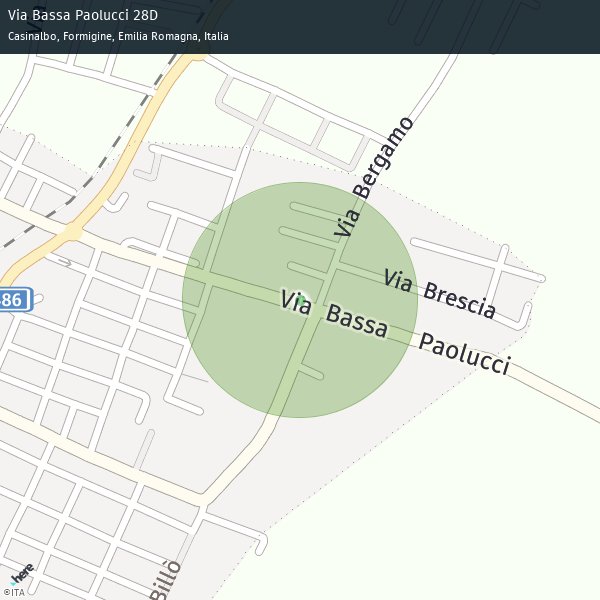 Via Bassa Paolucci 28D
Casinalbo, Formigine, Emilia Romagna, Italia
Via Bergamo
Via Brescia
486
Via Bassa Paolucci
Billò
here
©ITA